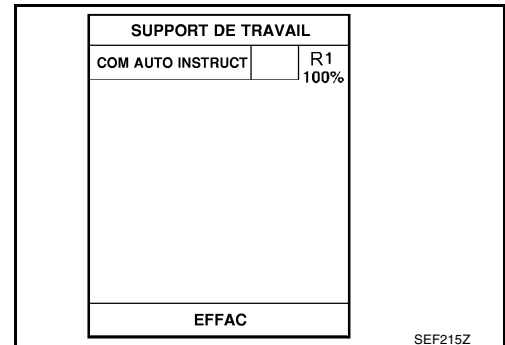 SUPPORT DE TRAVAIL
COM AUTO INSTRUCT R1
100%
EFFAC
SEF215Z